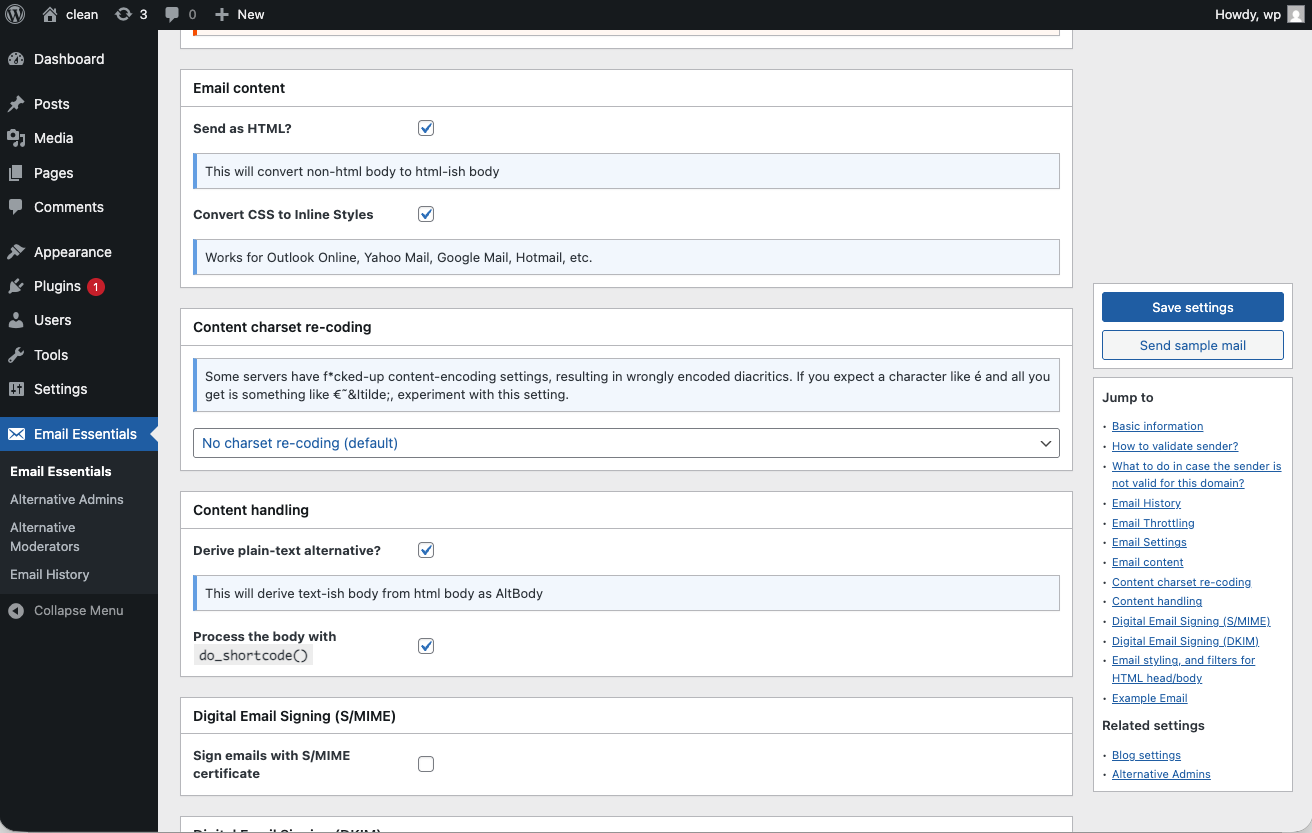 clean
3
0
New
Howdy, wp
Dashboard
Posts
Media
Pages
Comments
Appearance
Plugins 1
Users
Tools
Settings
Email Essentials
Email Essentials
Alternative Admins
Alternative
Moderators
Email History
Collapse Menu
Email content
Send as HTML?
This will convert non-html body to html-ish body
Convert CSS to Inline Styles
Works for Outlook Online, Yahoo Mail, Google Mail, Hotmail, etc.
Content charset re-coding
Some servers have f*cked-up content-encoding settings, resulting in wrongly encoded diacritics. If you expect a character like é and all you
get is something like €˜&ltilde;, experiment with this setting.
No charset re-coding (default)
Content handling
Derive plain-text alternative?
This will derive text-ish body from html body as AltBody
Process the body with
do_shortcode()
Digital Email Signing (S/MIME)
Sign emails with S/MIME
certificate
Digital Email Signing (DKIM)
Save settings
Send sample mail
Jump to
Basic information
How to validate sender?
What to do in case the sender is
not valid for this domain?
Email History
Email Throttling
Email Settings
Email content
Content charset re-coding
Content handling
Digital Email Signing (S/MIME)
Digital Email Signing (DKIM)
Email styling, and filters for
HTML head/body
Example Email
Related settings
Blog settings
Alternative Admins